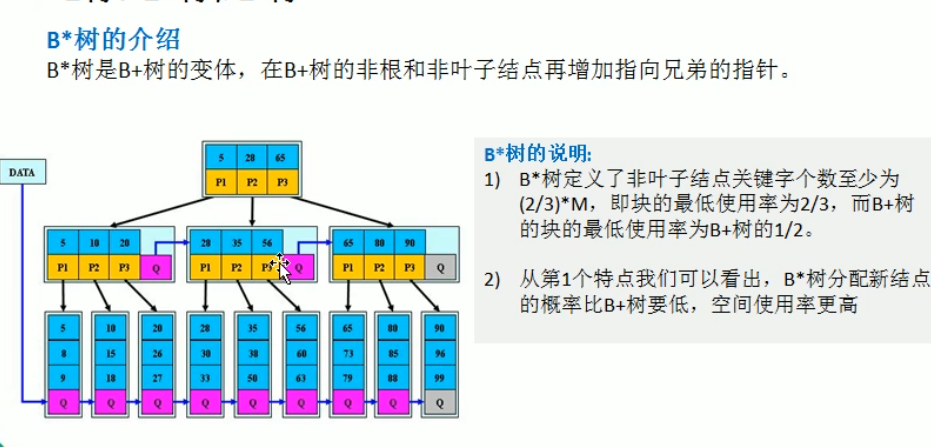 B*树的介绍
B*树是B+树的变体，在B+树的非根和非叶子结点再增加指向兄弟的指针。
DATA
5 28 65
P1 P2 P3
5 10 20
P1 P2 P3 Q
28 35 56
P1 P2 P3 Q
65 80 90
P1 P2 P3 Q
5 10 20 28 35 56 65 80 90
8 15 26 30 38 60 73 85 96
9 18 27 33 50 63 79 88 99
Q Q Q Q Q Q Q Q Q
B*树的说明:
1) B*树定义了非叶子结点关键字个数至少为
(2/3)*M，即块的最低使用率为2/3，而B+树
的块的最低使用率为B+树的1/2。
2) 从第1个特点我们可以看出，B*树分配新结点
的概率比B+树要低，空间使用率更高